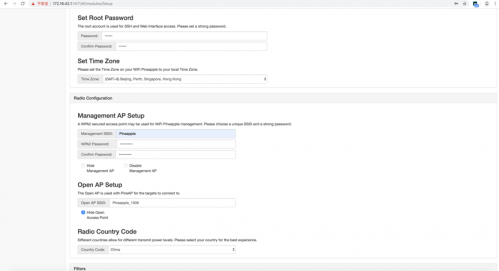 不安全 | 172.16.42.1:1471/#!/modules/Setup
Set Root Password
The root account is used for SSH and Web Interface access. Please set a strong password.
Password:
Confirm Password:
Set Time Zone
Please set the Time Zone on your WiFi Pineapple to your local Time Zone.
Time Zone: (GMT+8) Beijing, Perth, Singapore, Hong Kong
Radio Configuration
Management AP Setup
A WPA2 secured access point may be used for WiFi Pineapple management. Please choose a unique SSID and a strong password.
Management SSID: Pineapple
WPA2 Password:
Confirm Password:
Hide
Management AP
Disable
Management AP
Open AP Setup
The Open AP is used with PineAP for the targets to connect to.
Open AP SSID:
Hide Open
Access Point
Radio Country Code
Different countries allow for different transmit power levels. Please select your country for the best experience.
Country Code: China
Filters